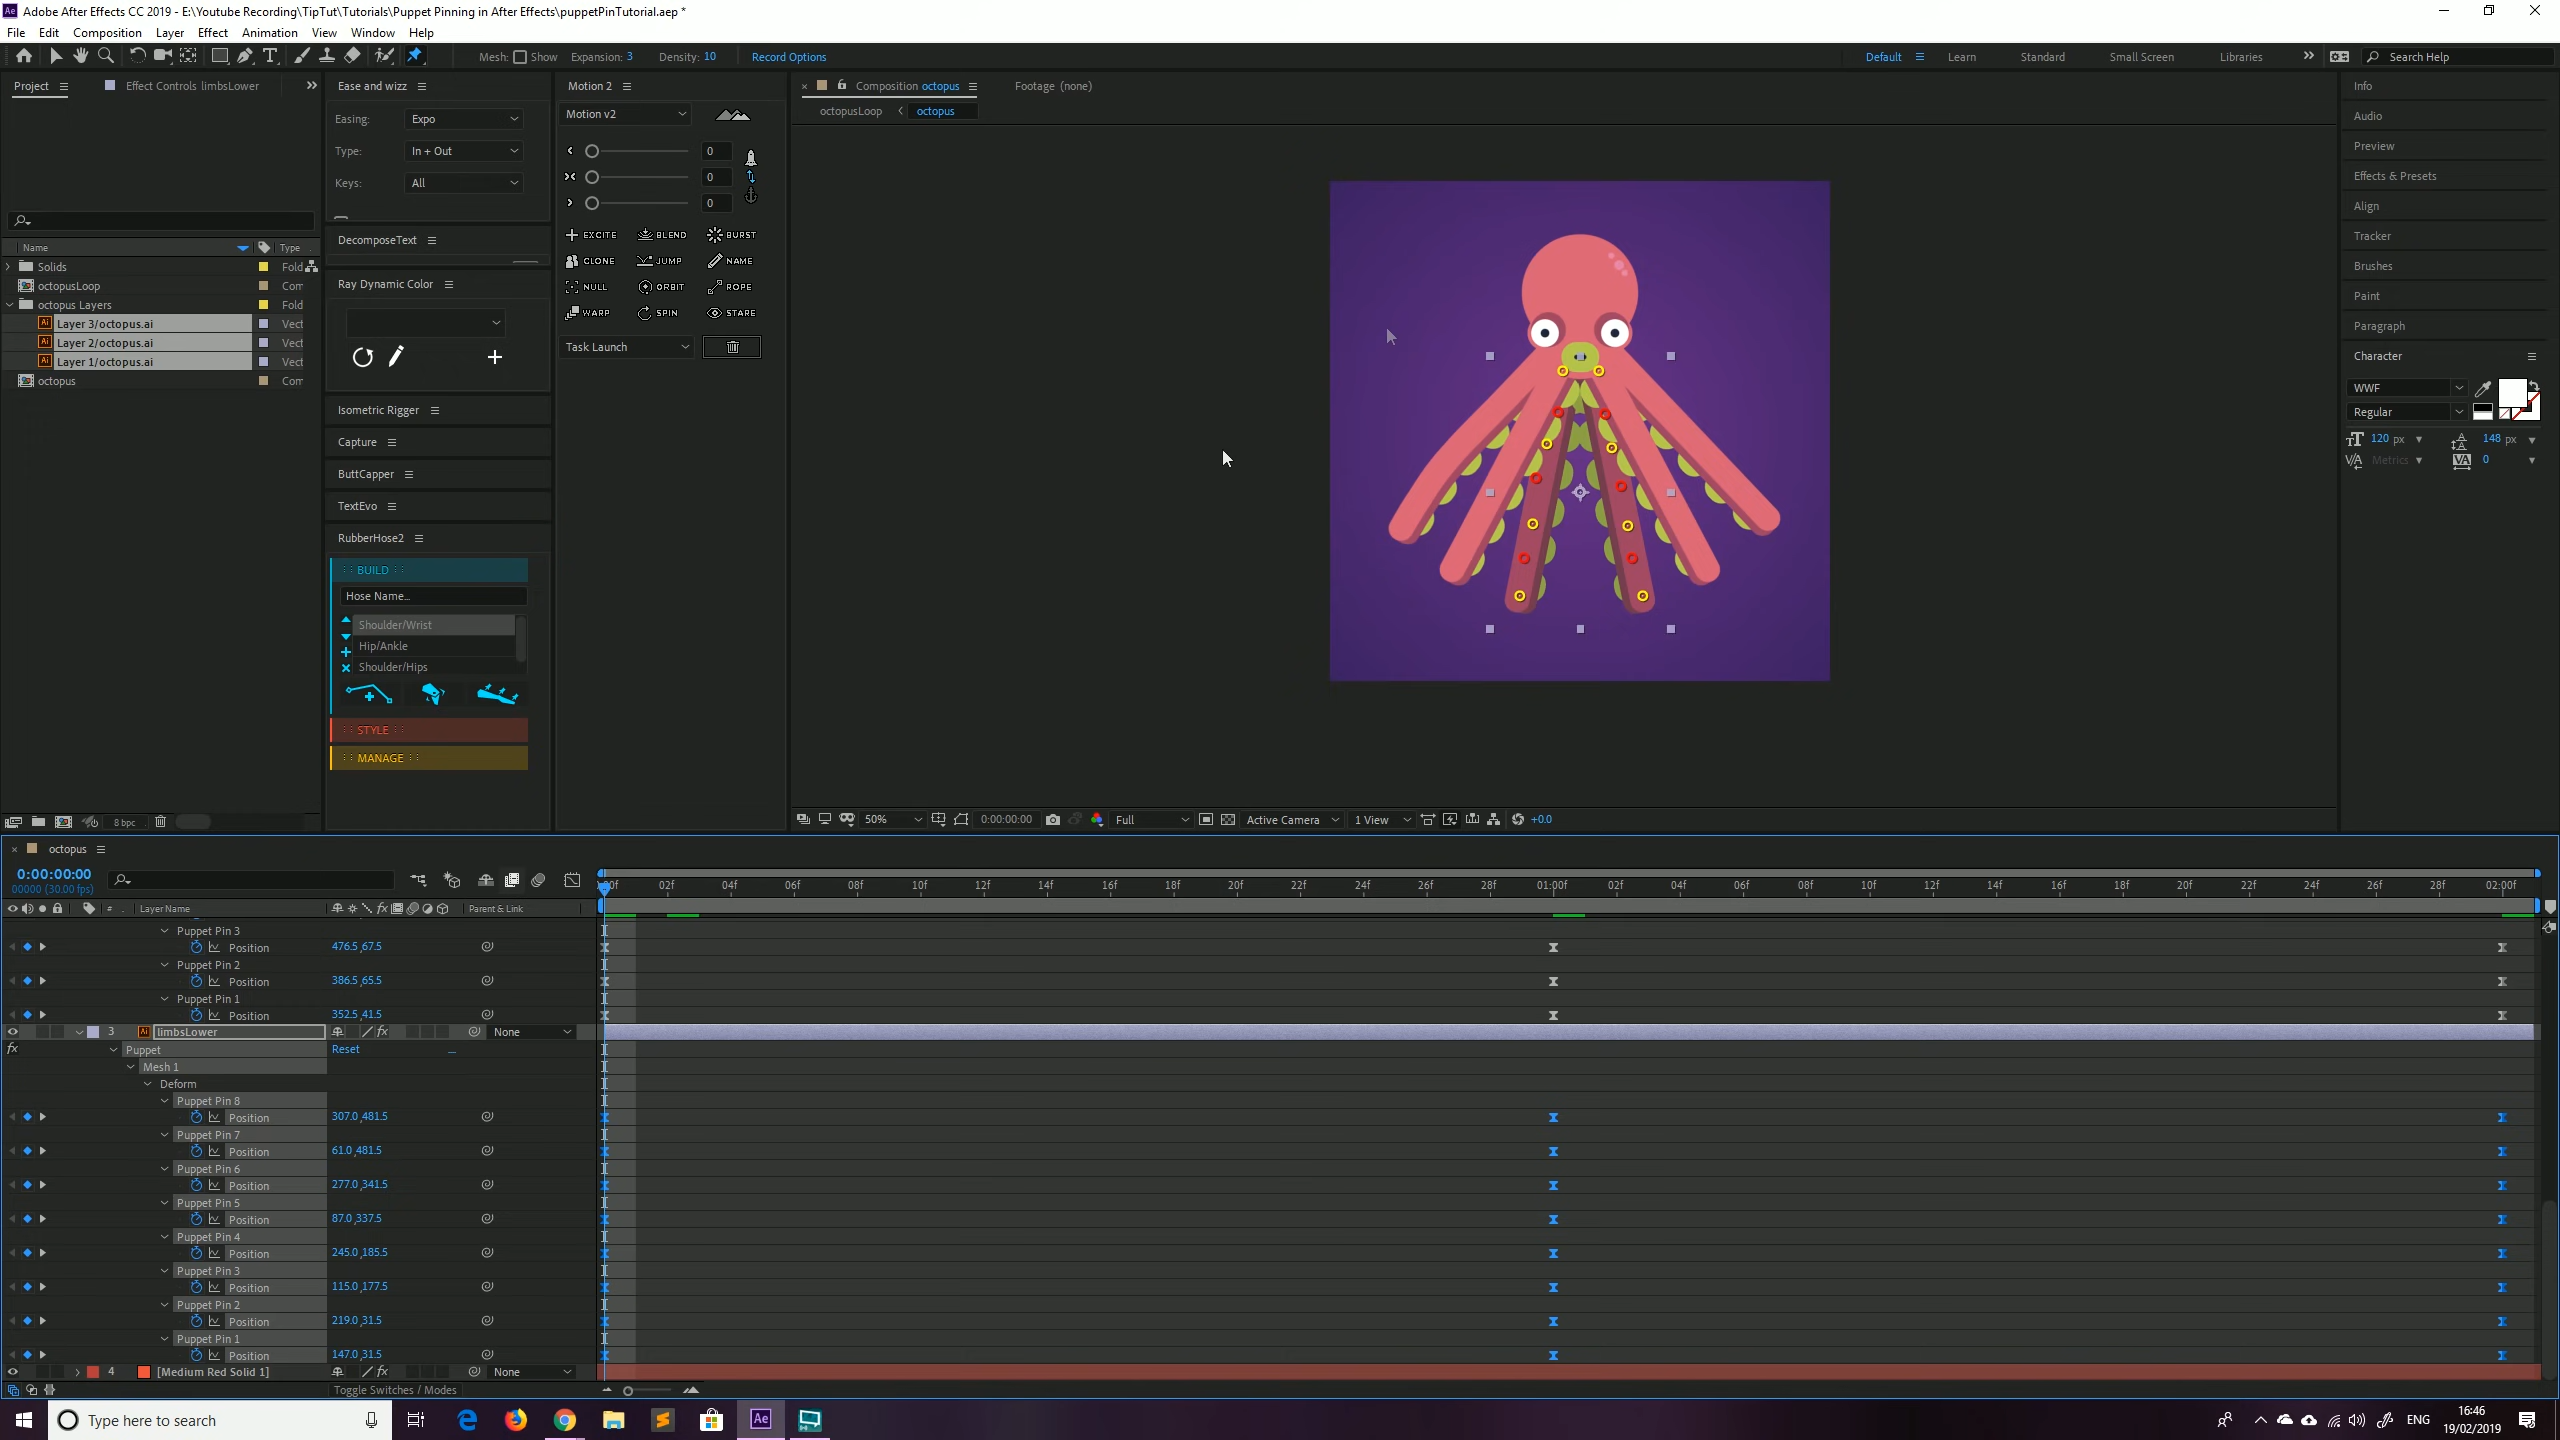 Adobe After Effects CC 2019 - E:\Youtube Recording\TipTut\Tutorials\Puppet Pinning in After Effects\puppetPinTutorial.aep *
File Edit Composition Layer Effect Animation View Window Help
Mesh: Show Expansion: 3 Density: 10 Record Options Default Learn Standard Small Screen Libraries Search Help
Project Effect Controls limbsLower
Name Type
Solids Fold
octopusLoop Com
octopus Layers Fold
Layer 3/octopus.ai Vect
Layer 2/octopus.ai Vect
Layer 1/octopus.ai Vect
octopus Com
8 bpc
Ease and wizz
Easing: Expo
Type: In + Out
Keys: All
DecomposeText
Ray Dynamic Color
Isometric Rigger
Capture
ButtCapper
TextEvo
RubberHose2
BUILD
Hose Name...
Shoulder/Wrist
Hip/Ankle
Shoulder/Hips
STYLE
MANAGE
Motion 2
Motion v2
0
0
0
EXCITE BLEND BURST
CLONE JUMP NAME
NULL ORBIT ROPE
WARP SPIN STARE
Task Launch
Composition octopus Footage (none)
octopusLoop octopus
50% 0:00:00:00 Full Active Camera 1 View +0.0
Info
Audio
Preview
Effects & Presets
Align
Tracker
Brushes
Paint
Paragraph
Character
WWF
Regular
120 px 148 px
Metrics 0
octopus
0:00:00:00
00000 (30.00 fps)
:00f 02f 04f 06f 08f 10f 12f 14f 16f 18f 20f 22f 24f 26f 28f 01:00f 02f 04f 06f 08f 10f 12f 14f 16f 18f 20f 22f 24f 26f 28f 02:00f
# Layer Name Parent & Link
Puppet Pin 3
Position 476.5,67.5
Puppet Pin 2
Position 386.5,65.5
Puppet Pin 1
Position 352.5,41.5
3 limbsLower None
fx Puppet Reset
Mesh 1
Deform
Puppet Pin 8
Position 307.0,481.5
Puppet Pin 7
Position 61.0,481.5
Puppet Pin 6
Position 277.0,341.5
Puppet Pin 5
Position 87.0,337.5
Puppet Pin 4
Position 245.0,185.5
Puppet Pin 3
Position 115.0,177.5
Puppet Pin 2
Position 219.0,31.5
Puppet Pin 1
Position 147.0,31.5
4 [Medium Red Solid 1] None
Toggle Switches / Modes
Type here to search
Ae
ENG
16:46
19/02/2019